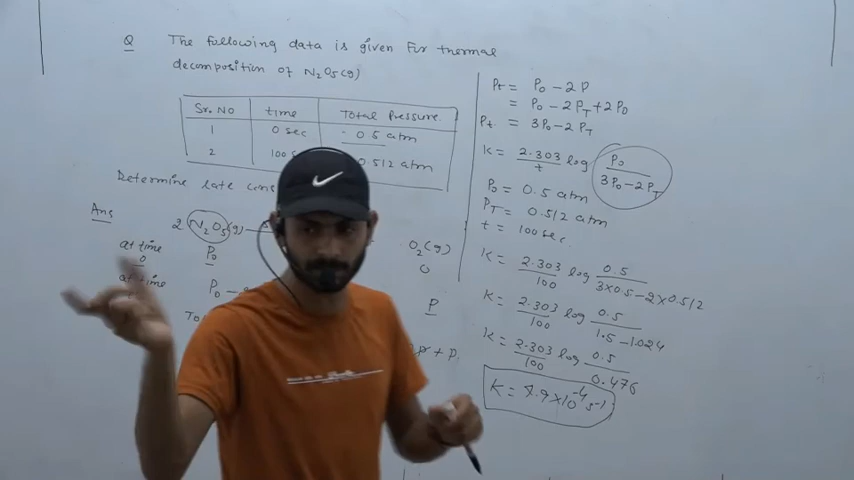 Q The following data is given for thermal
decomposition of N₂O₅(g)
Sr. NO time Total Pressure.
1 0 sec 0.5 atm
2 100 s 0.512 atm
Determine rate cons
Ans
2 N₂O₅(g) O₂(g)
at time
0 P₀ 0
at time P₀ - P
To + P
Pt = P₀ - 2P
= P₀ - 2PT + 2P₀
Pt = 3P₀ - 2PT
K = 2.303/t log P₀/3P₀-2PT
P₀ = 0.5 atm
PT = 0.512 atm
t = 100 sec.
K = 2.303/100 log 0.5/3×0.5-2×0.512
K = 2.303/100 log 0.5/1.5-1.024
K = 2.303/100 log 0.5/0.476
K = 4.9×10⁻⁴ s⁻¹